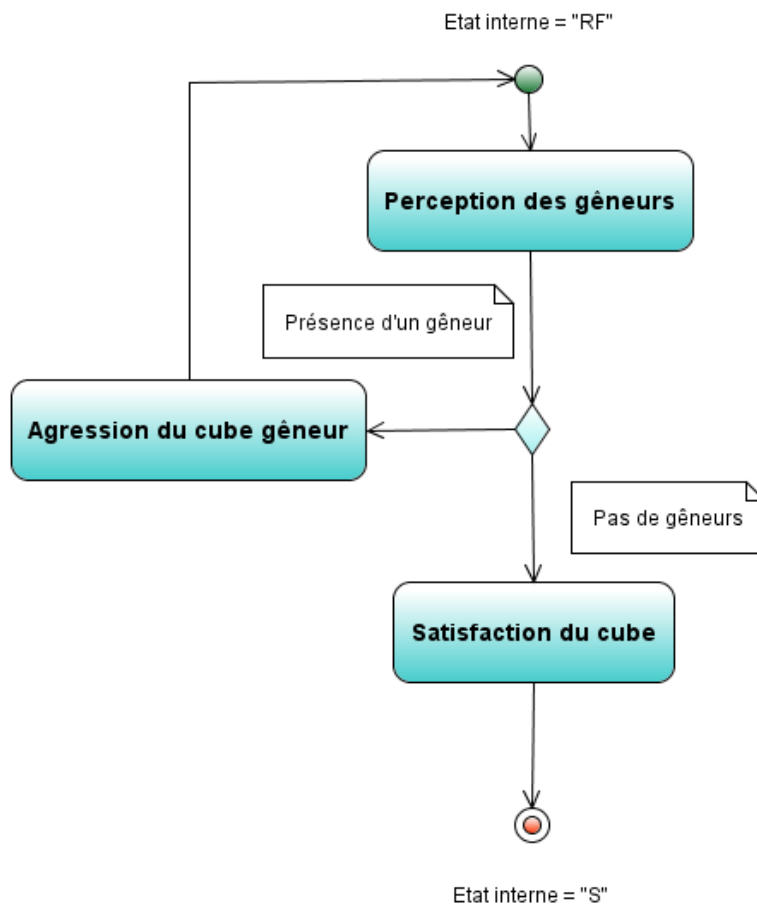 Etat interne = "RF"
Perception des gêneurs
Présence d'un gêneur
Agression du cube gêneur
Pas de gêneurs
Satisfaction du cube
Etat interne = "S"